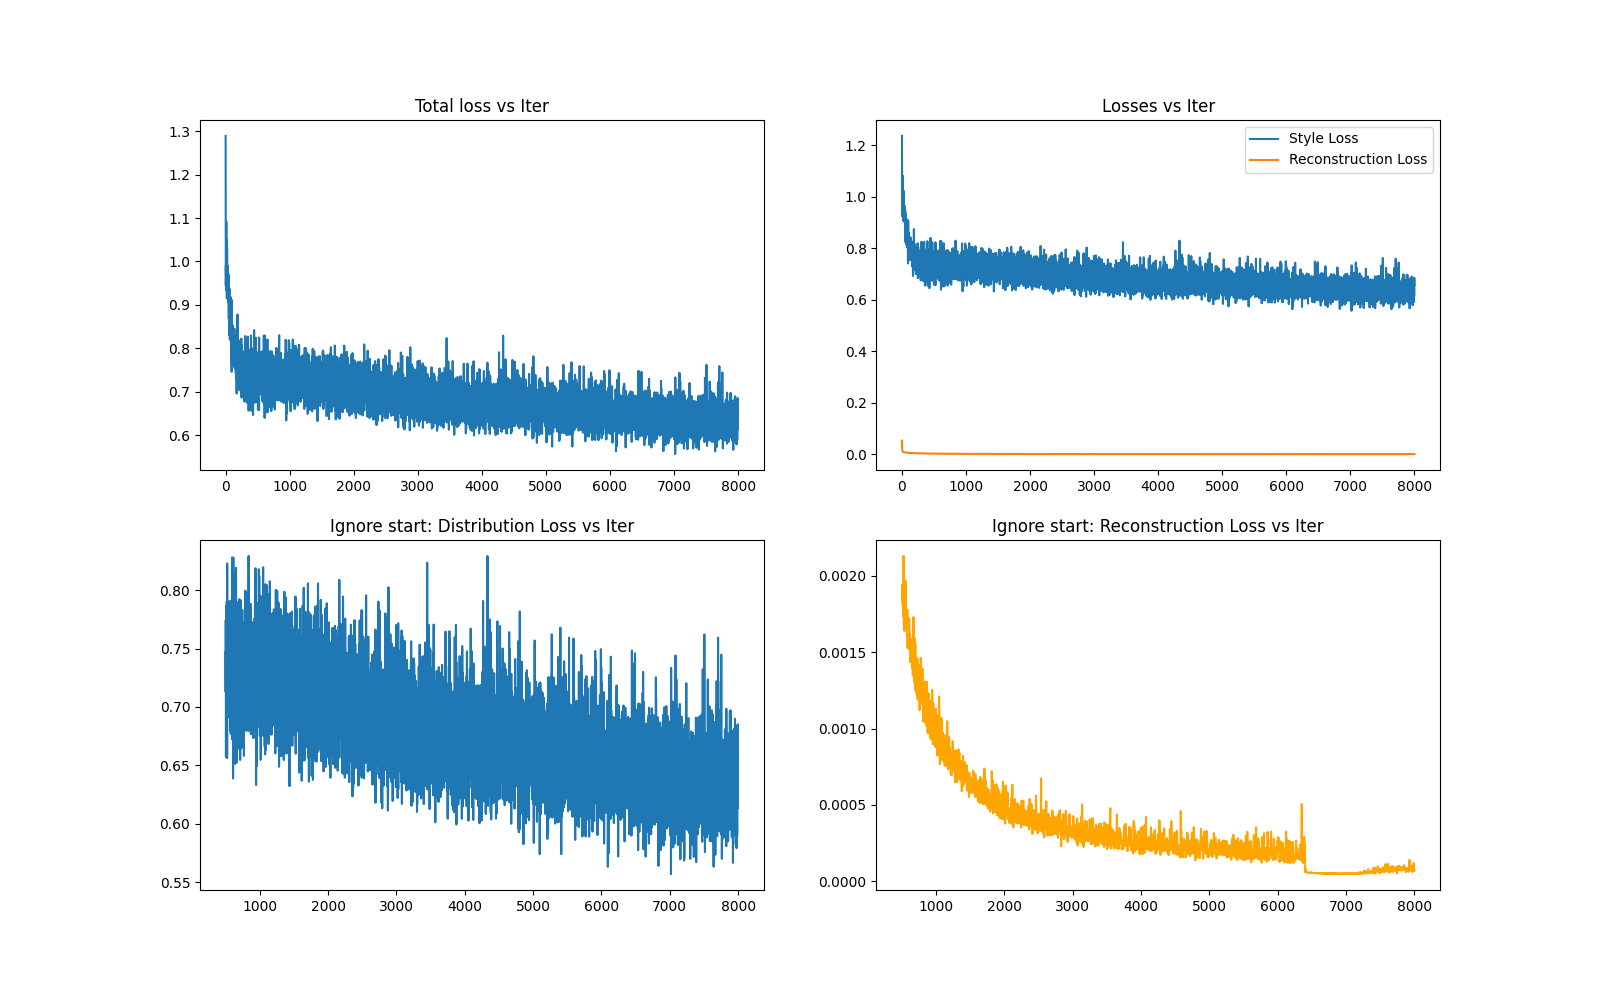 Total loss vs Iter
1.3
1.2
1.1
1.0
0.9
0.8
0.7
0.6
0 1000 2000 3000 4000 5000 6000 7000 8000
Losses vs Iter
Style Loss
Reconstruction Loss
1.2
1.0
0.8
0.6
0.4
0.2
0.0
0 1000 2000 3000 4000 5000 6000 7000 8000
Ignore start: Distribution Loss vs Iter
0.80
0.75
0.70
0.65
0.60
0.55
1000 2000 3000 4000 5000 6000 7000 8000
Ignore start: Reconstruction Loss vs Iter
0.0020
0.0015
0.0010
0.0005
0.0000
1000 2000 3000 4000 5000 6000 7000 8000